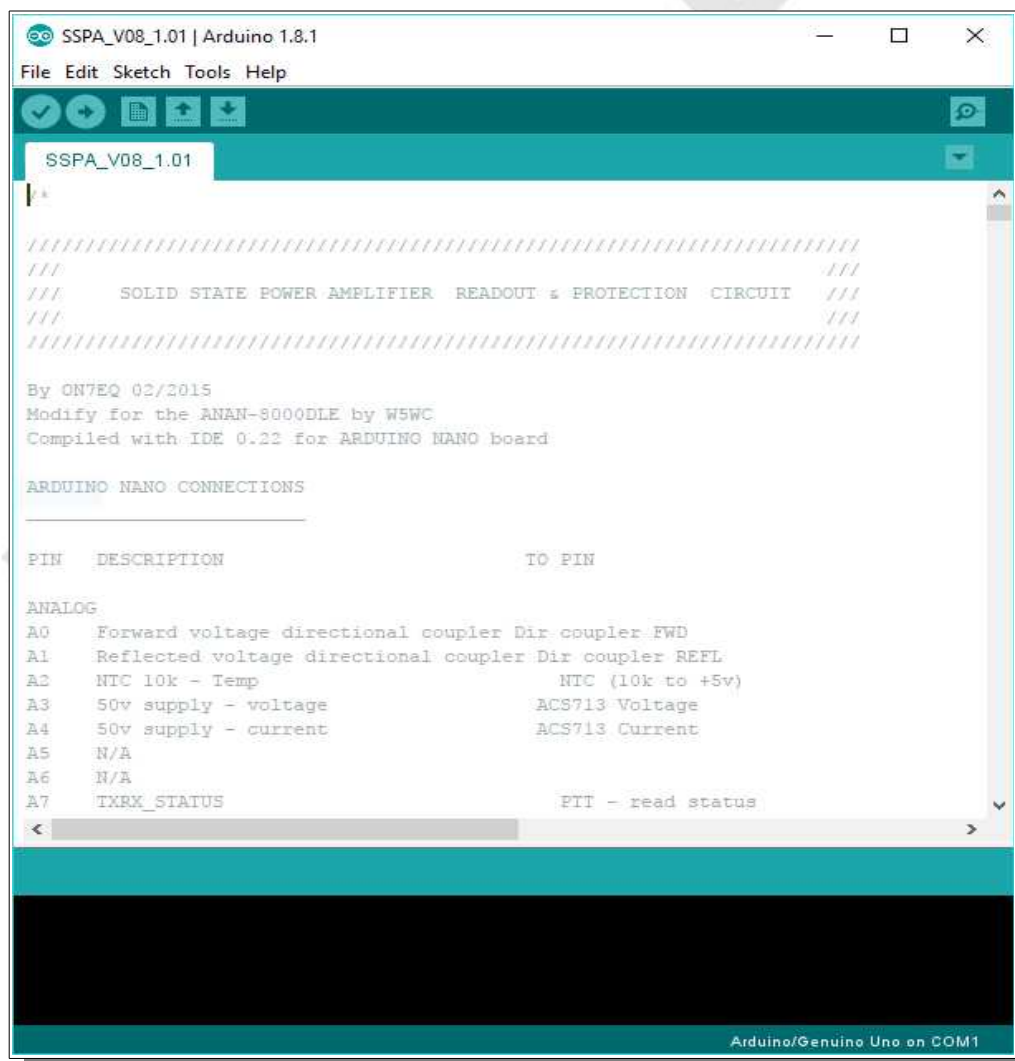 SSPA_V08_1.01 | Arduino 1.8.1
File Edit Sketch Tools Help
SSPA_V08_1.01
/*
///////////////////////////////////////////////////////////////////////
/// ///
/// SOLID STATE POWER AMPLIFIER READOUT & PROTECTION CIRCUIT ///
/// ///
///////////////////////////////////////////////////////////////////////
By ON7EQ 02/2015
Modify for the ANAN-8000DLE by W5WC
Compiled with IDE 0.22 for ARDUINO NANO board
ARDUINO NANO CONNECTIONS
________________________
PIN DESCRIPTION TO PIN
ANALOG
A0 Forward voltage directional coupler Dir coupler FWD
A1 Reflected voltage directional coupler Dir coupler REFL
A2 NTC 10k - Temp NTC (10k to +5v)
A3 50v supply - voltage ACS713 Voltage
A4 50v supply - current ACS713 Current
A5 N/A
A6 N/A
A7 TXRX_STATUS PTT - read status
Arduino/Genuino Uno on COM1